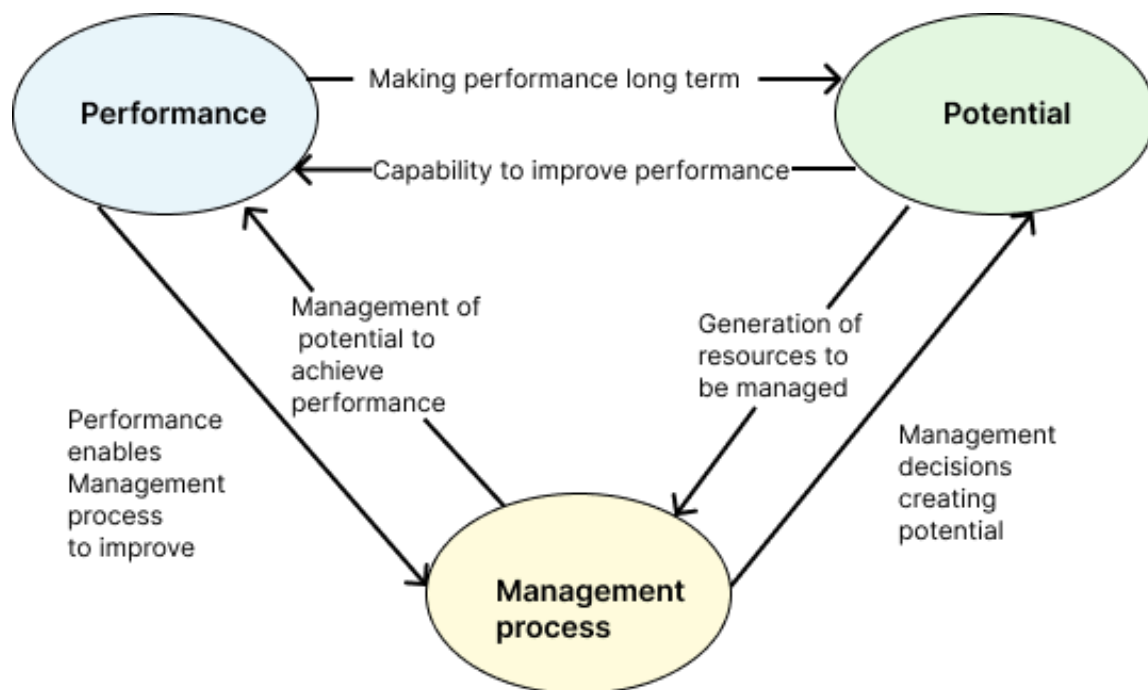 Making performance long term
Performance
Potential
Capability to improve performance
Management of
potential to
achieve
performance
Generation of
resources to
be managed
Performance
enables
Management
process
to improve
Management
decisions
creating
potential
Management
process